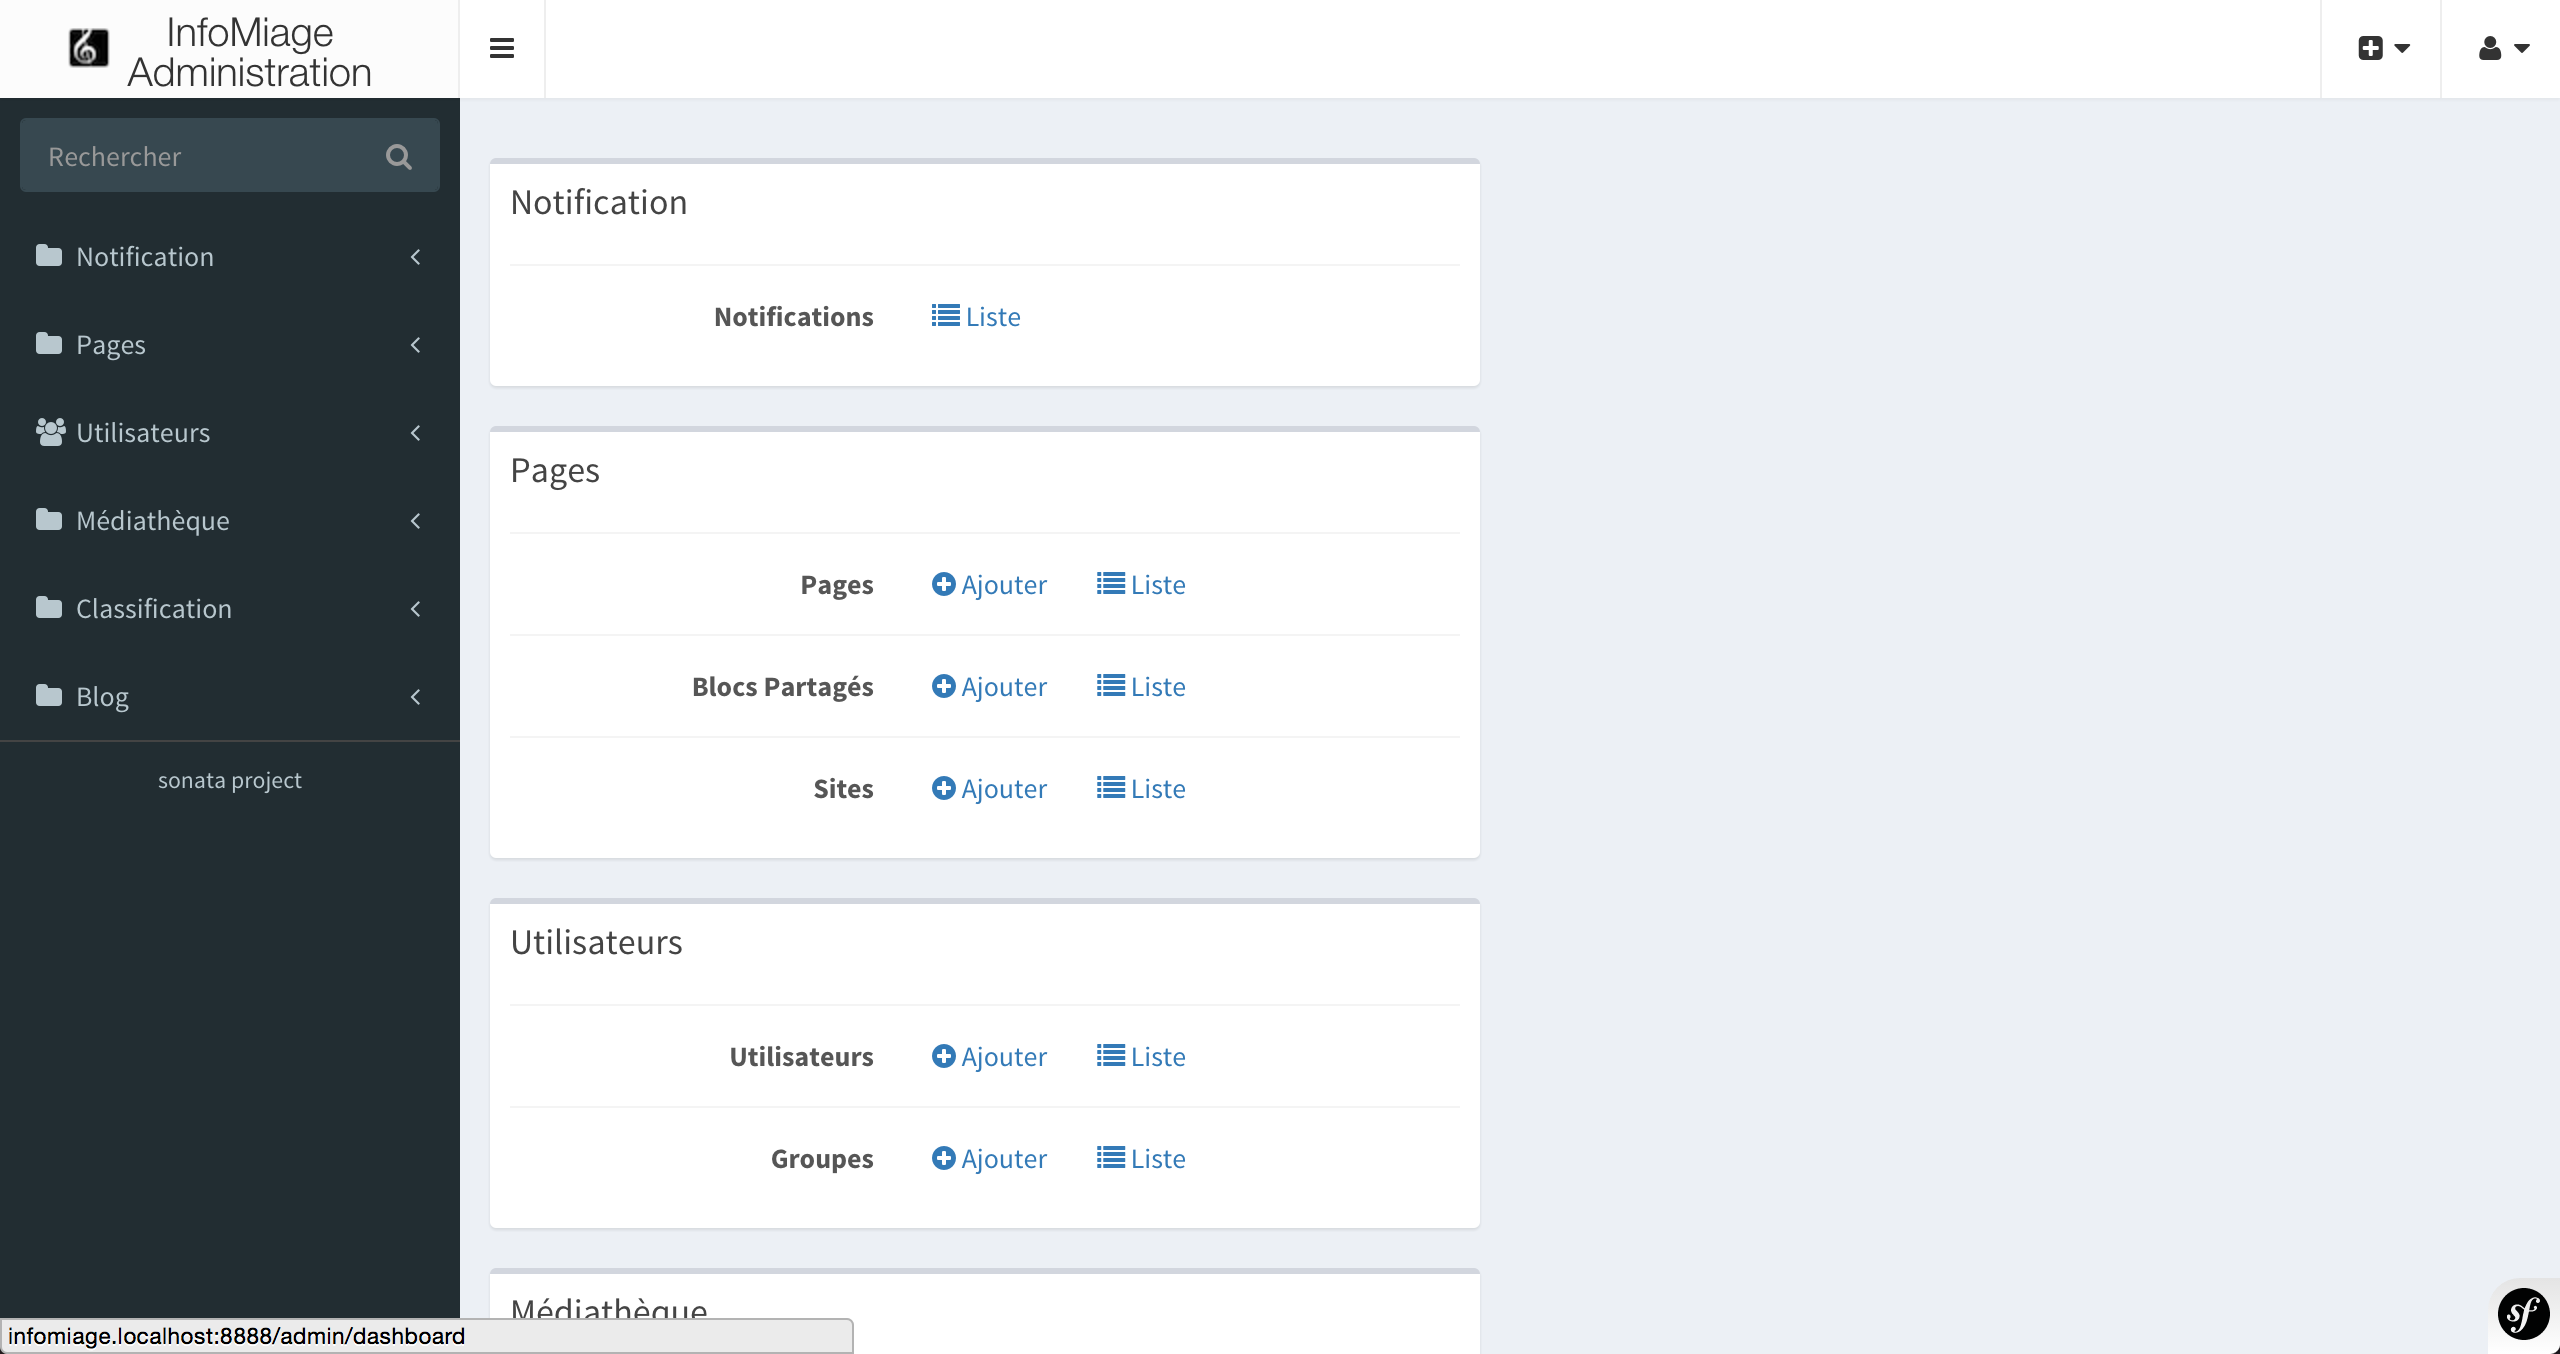 InfoMiage
Administration
Rechercher
Notification
Pages
Utilisateurs
Médiathèque
Classification
Blog
sonata project
Notification
Notifications Liste
Pages
Pages Ajouter Liste
Blocs Partagés Ajouter Liste
Sites Ajouter Liste
Utilisateurs
Utilisateurs Ajouter Liste
Groupes Ajouter Liste
Médiathèque
infomiage.localhost:8888/admin/dashboard
sf